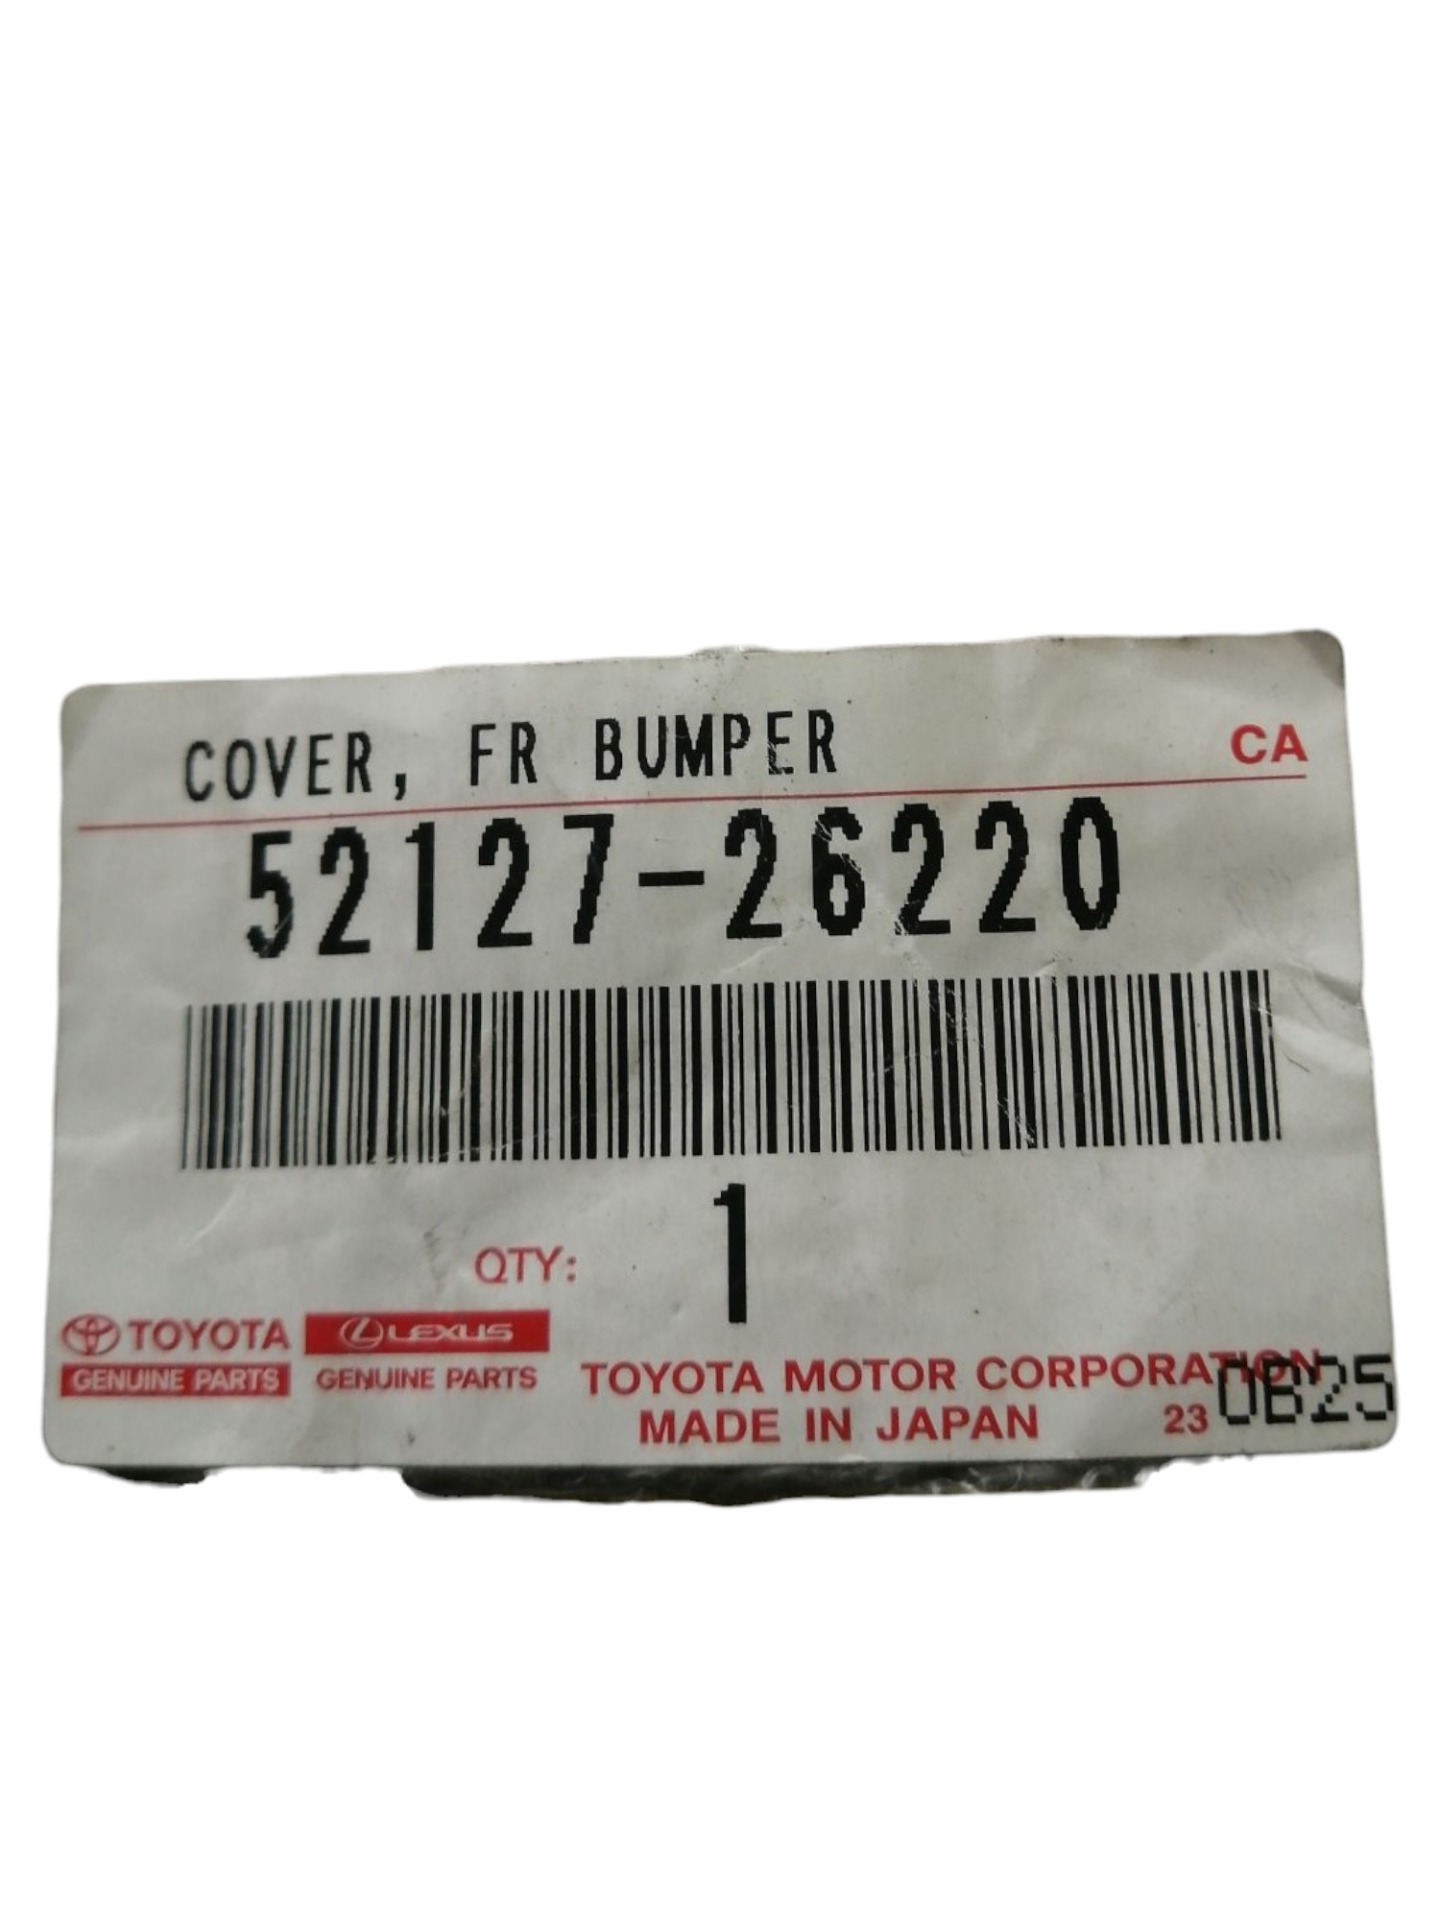 COVER, FR BUMPER
CA
52127-26220
QTY: 1
TOYOTA LEXUS
GENUINE PARTS GENUINE PARTS
TOYOTA MOTOR CORPORATION
MADE IN JAPAN
23 0B25